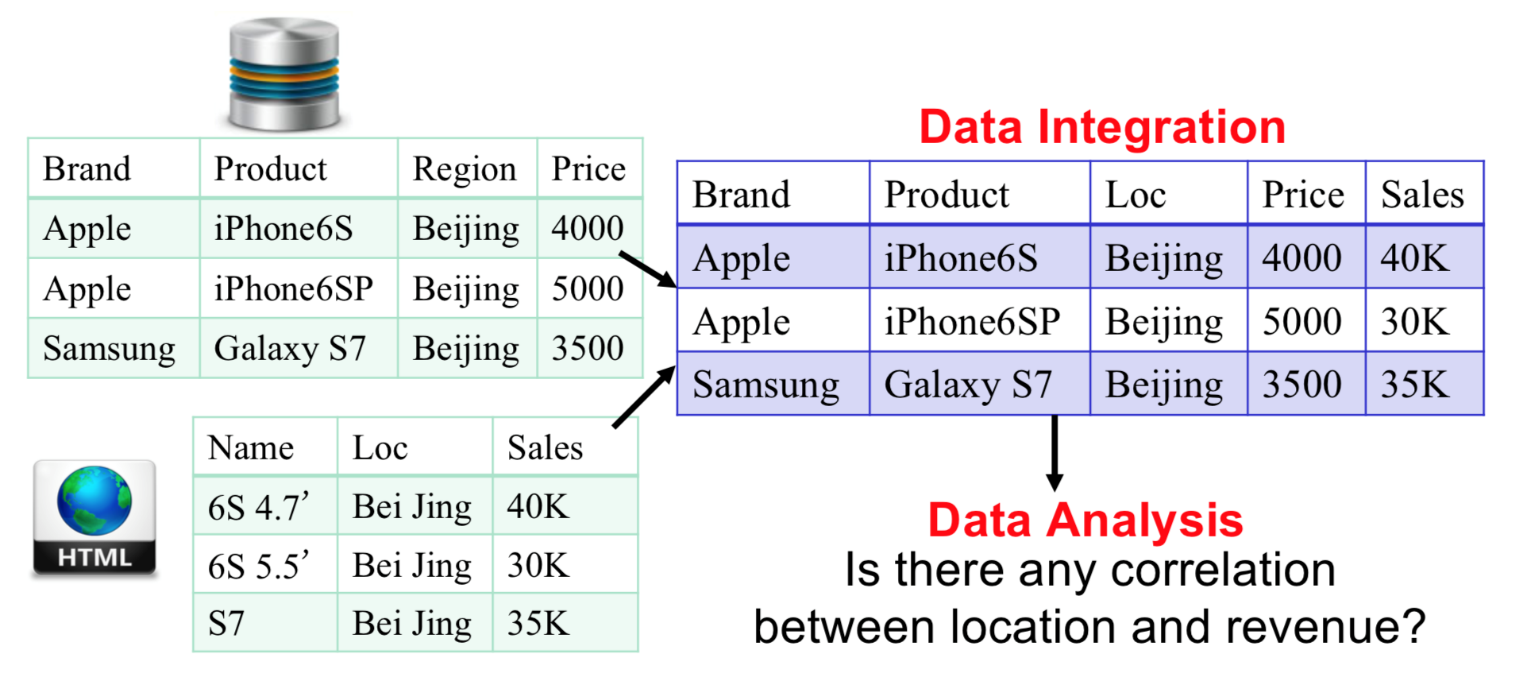 Brand Product Region Price
Apple iPhone6S Beijing 4000
Apple iPhone6SP Beijing 5000
Samsung Galaxy S7 Beijing 3500
HTML
Name Loc Sales
6S 4.7’ Bei Jing 40K
6S 5.5’ Bei Jing 30K
S7 Bei Jing 35K
Data Integration
Brand Product Loc Price Sales
Apple iPhone6S Beijing 4000 40K
Apple iPhone6SP Beijing 5000 30K
Samsung Galaxy S7 Beijing 3500 35K
Data Analysis
Is there any correlation
between location and revenue?